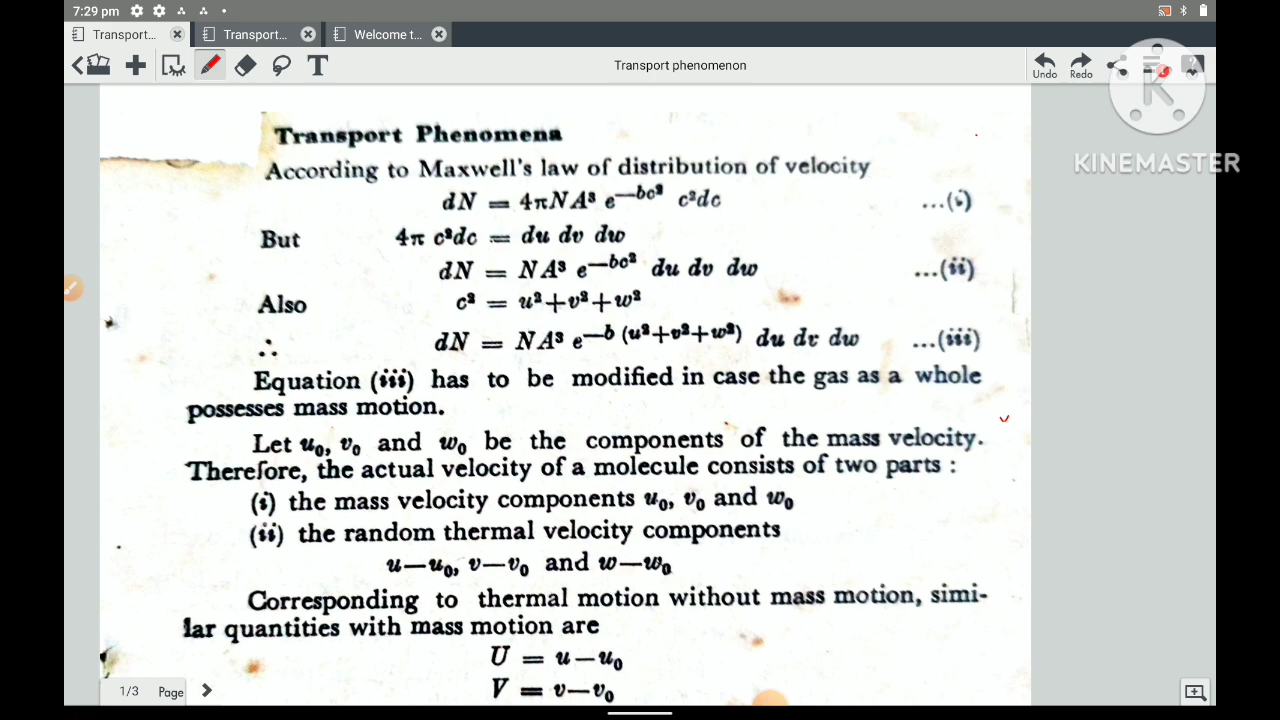 7:29 pm
Transport... Transport... Welcome t...
T Transport phenomenon Undo Redo
KINEMASTER
Transport Phenomena
According to Maxwell's law of distribution of velocity
dN = 4πNA³ e^—bc² c²dc ...(i)
But 4π c²dc = du dv dw
dN = NA³ e^—bc² du dv dw ...(ii)
Also c² = u²+v²+w²
∴ dN = NA³ e^—b (u²+v²+w²) du dv dw ...(iii)
Equation (iii) has to be modified in case the gas as a whole
possesses mass motion.
Let u₀, v₀ and w₀ be the components of the mass velocity.
Therefore, the actual velocity of a molecule consists of two parts :
(i) the mass velocity components u₀, v₀ and w₀
(ii) the random thermal velocity components
u—u₀, v—v₀ and w—w₀
Corresponding to thermal motion without mass motion, simi-
lar quantities with mass motion are
U = u—u₀
V = v—v₀
1/3 Page